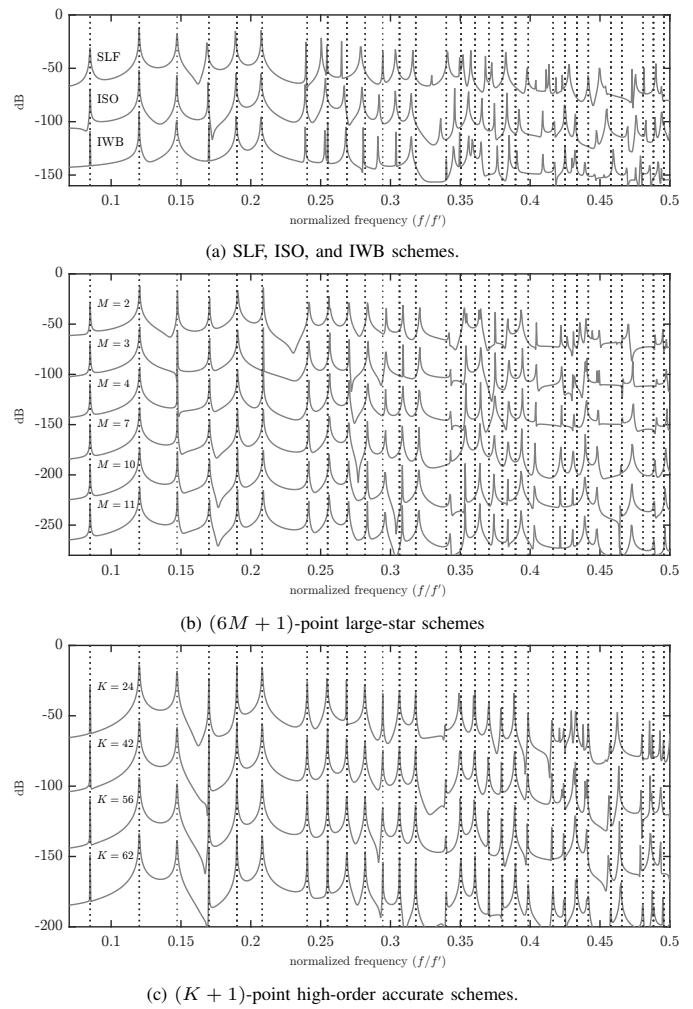 0
SLF
−50
ISO
dB
−100
IWB
−150
0.1 0.15 0.2 0.25 0.3 0.35 0.4 0.45 0.5
normalized frequency (f/f′)
(a) SLF, ISO, and IWB schemes.
0
M = 2
−50
M = 3
−100
M = 4
dB
−150
M = 7
−200
M = 10
M = 11
−250
0.1 0.15 0.2 0.25 0.3 0.35 0.4 0.45 0.5
normalized frequency (f/f′)
(b) (6M + 1)-point large-star schemes
0
K = 24
−50
K = 42
dB
−100
K = 56
−150
K = 62
−200
0.1 0.15 0.2 0.25 0.3 0.35 0.4 0.45 0.5
normalized frequency (f/f′)
(c) (K + 1)-point high-order accurate schemes.